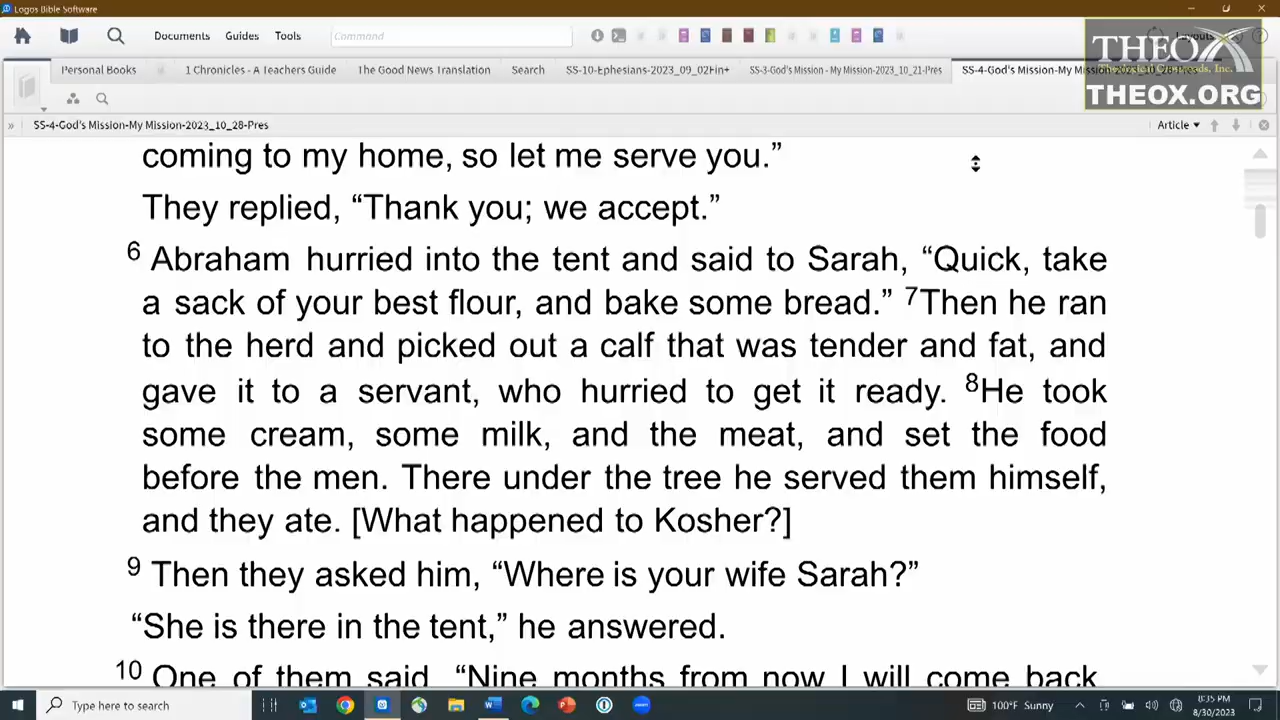 Logos Bible Software
Documents Guides Tools Command
THEOX
THEOX.ORG
Personal Books 1 Chronicles - A Teachers Guide The Good News Translation Search SS-10-Ephesians-2023_09_02Fin+ SS-3-God's Mission - My Mission-2023_10_21-Pres SS-4-God's Mission-My
SS-4-God's Mission-My Mission-2023_10_28-Pres Article
coming to my home, so let me serve you.”
They replied, “Thank you; we accept.”
6 Abraham hurried into the tent and said to Sarah, “Quick, take
a sack of your best flour, and bake some bread.” 7Then he ran
to the herd and picked out a calf that was tender and fat, and
gave it to a servant, who hurried to get it ready. 8He took
some cream, some milk, and the meat, and set the food
before the men. There under the tree he served them himself,
and they ate. [What happened to Kosher?]
9 Then they asked him, “Where is your wife Sarah?”
“She is there in the tent,” he answered.
10 One of them said, “Nine months from now I will come back,
Type here to search
100°F Sunny
8:35 PM
8/30/2023